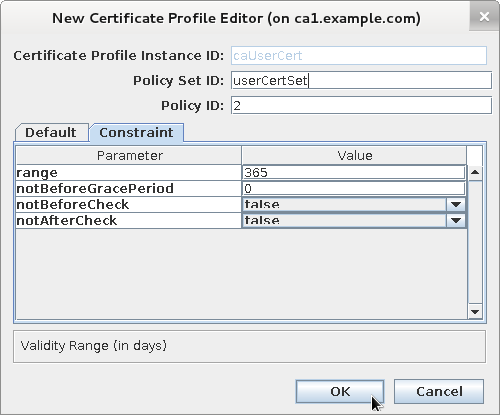 New Certificate Profile Editor (on ca1.example.com)
Certificate Profile Instance ID: caUserCert
Policy Set ID: userCertSet
Policy ID: 2
Default Constraint
Parameter Value
range 365
notBeforeGracePeriod 0
notBeforeCheck false
notAfterCheck false
Validity Range (in days)
OK Cancel